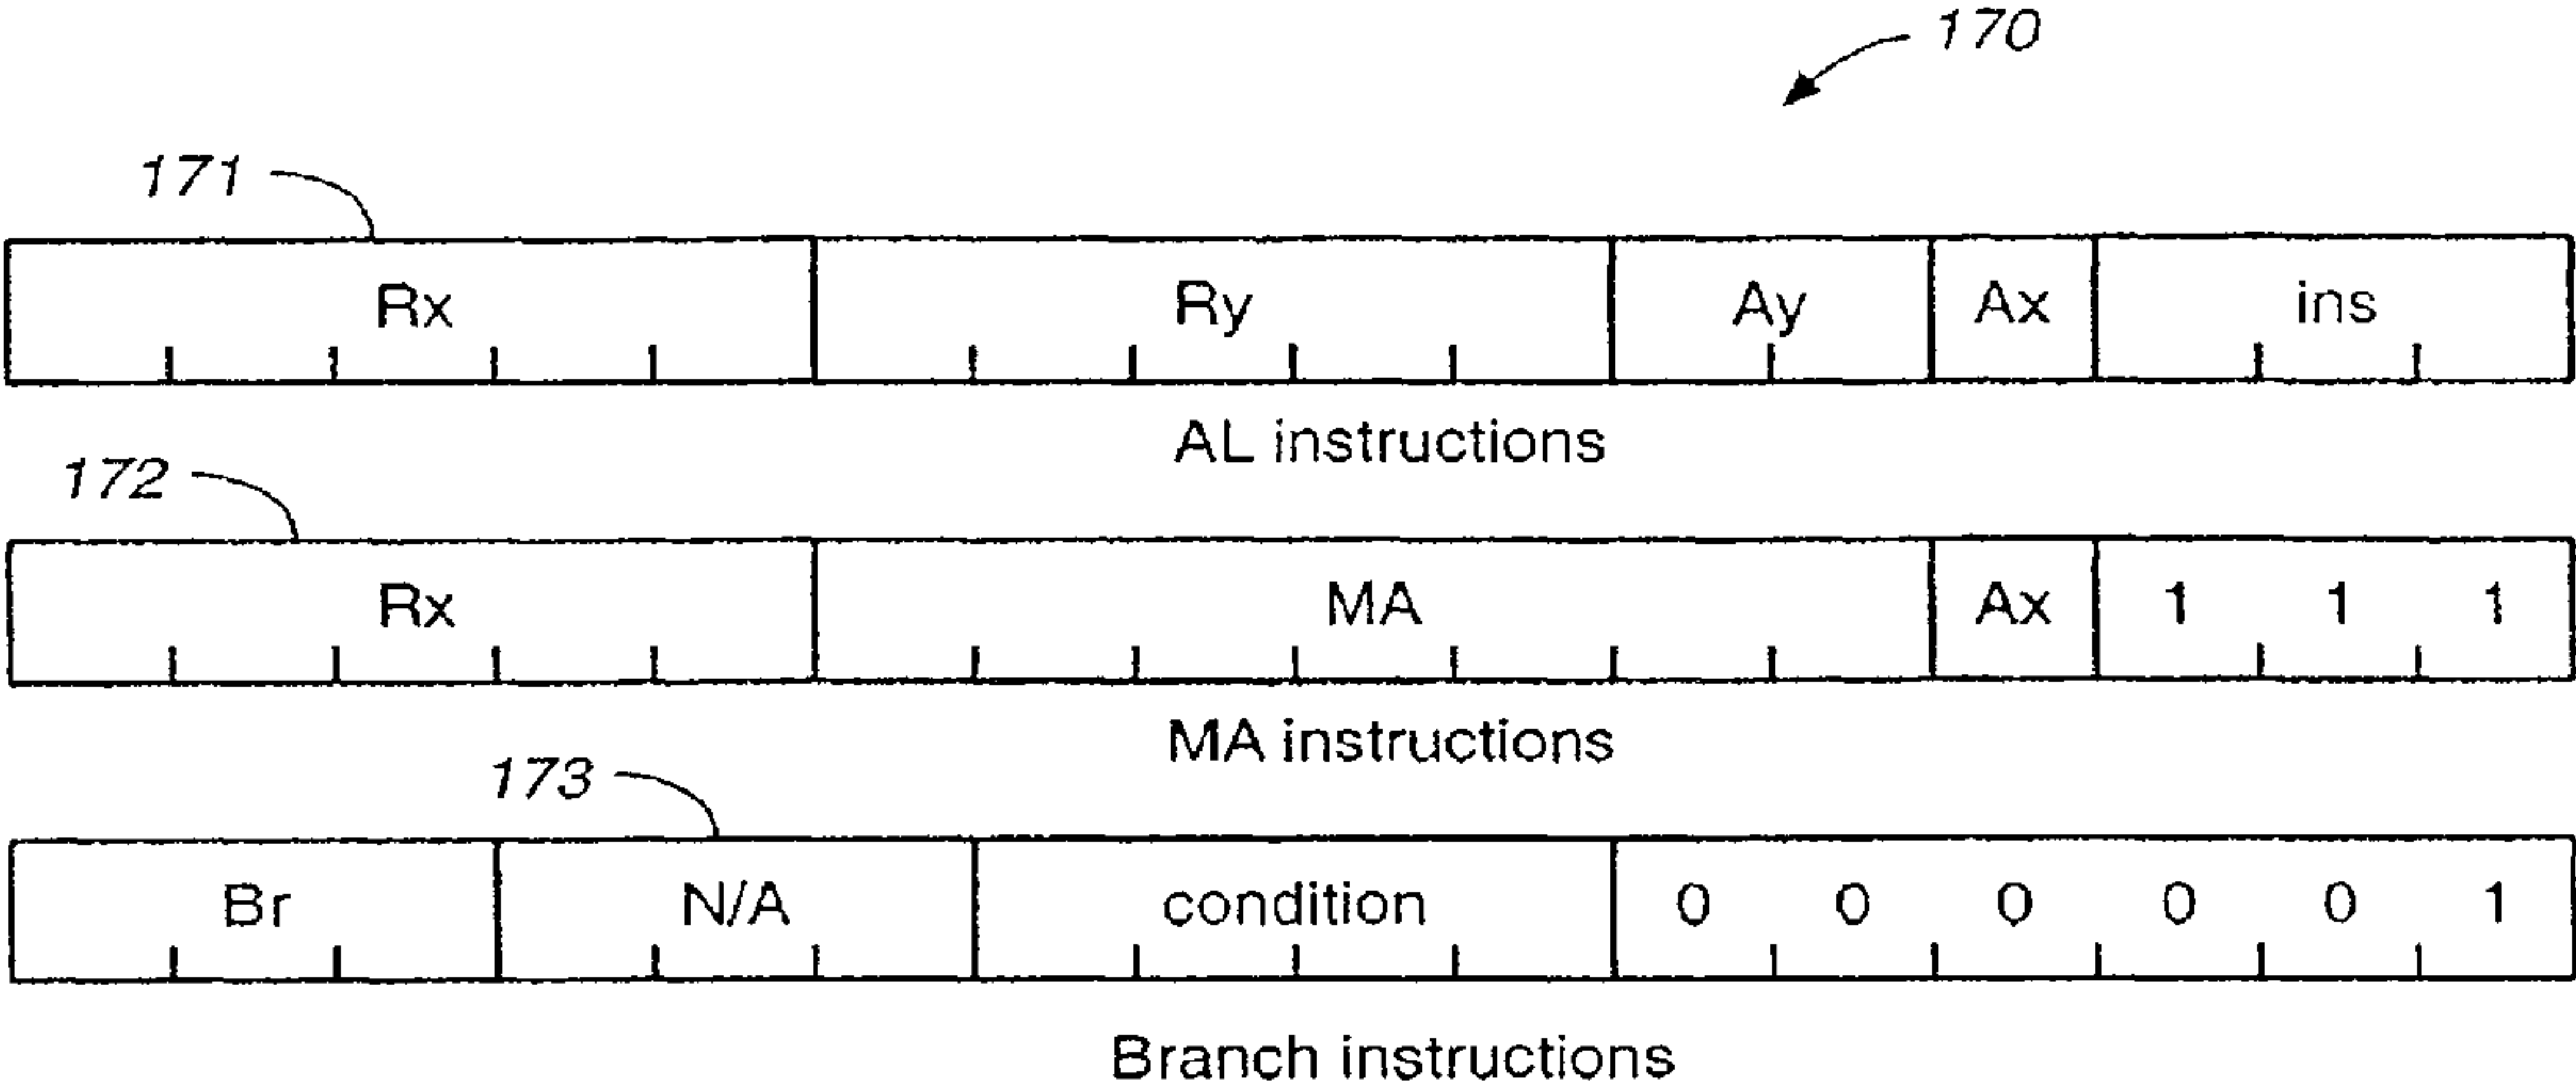 170
171
Rx Ry Ay Ax ins
AL instructions
172
Rx MA Ax 1 1 1
MA instructions
173
Br N/A condition 0 0 0 0 0 1
Branch instructions